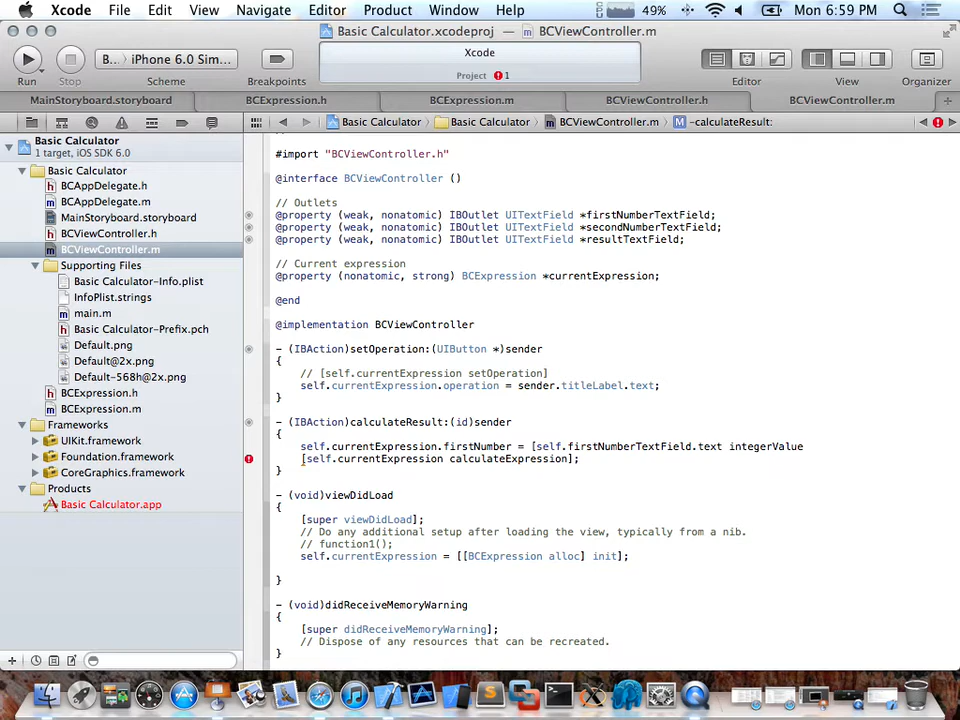 Xcode File Edit View Navigate Editor Product Window Help 49% Mon 6:59 PM
Basic Calculator.xcodeproj — BCViewController.m
B...〉 iPhone 6.0 Sim...
Xcode
Project 1
Run Stop Scheme Breakpoints Editor View Organizer
MainStoryboard.storyboard BCExpression.h BCExpression.m BCViewController.h BCViewController.m
Basic Calculator Basic Calculator BCViewController.m M -calculateResult:
Basic Calculator
1 target, iOS SDK 6.0
Basic Calculator
BCAppDelegate.h
BCAppDelegate.m
MainStoryboard.storyboard
BCViewController.h
BCViewController.m
Supporting Files
Basic Calculator-Info.plist
InfoPlist.strings
main.m
Basic Calculator-Prefix.pch
Default.png
Default@2x.png
Default-568h@2x.png
BCExpression.h
BCExpression.m
Frameworks
UIKit.framework
Foundation.framework
CoreGraphics.framework
Products
Basic Calculator.app
#import "BCViewController.h"
@interface BCViewController ()
// Outlets
@property (weak, nonatomic) IBOutlet UITextField *firstNumberTextField;
@property (weak, nonatomic) IBOutlet UITextField *secondNumberTextField;
@property (weak, nonatomic) IBOutlet UITextField *resultTextField;
// Current expression
@property (nonatomic, strong) BCExpression *currentExpression;
@end
@implementation BCViewController
- (IBAction)setOperation:(UIButton *)sender
{
// [self.currentExpression setOperation]
self.currentExpression.operation = sender.titleLabel.text;
}
- (IBAction)calculateResult:(id)sender
{
self.currentExpression.firstNumber = [self.firstNumberTextField.text integerValue
[self.currentExpression calculateExpression];
}
- (void)viewDidLoad
{
[super viewDidLoad];
// Do any additional setup after loading the view, typically from a nib.
// function1();
self.currentExpression = [[BCExpression alloc] init];
}
- (void)didReceiveMemoryWarning
{
[super didReceiveMemoryWarning];
// Dispose of any resources that can be recreated.
}